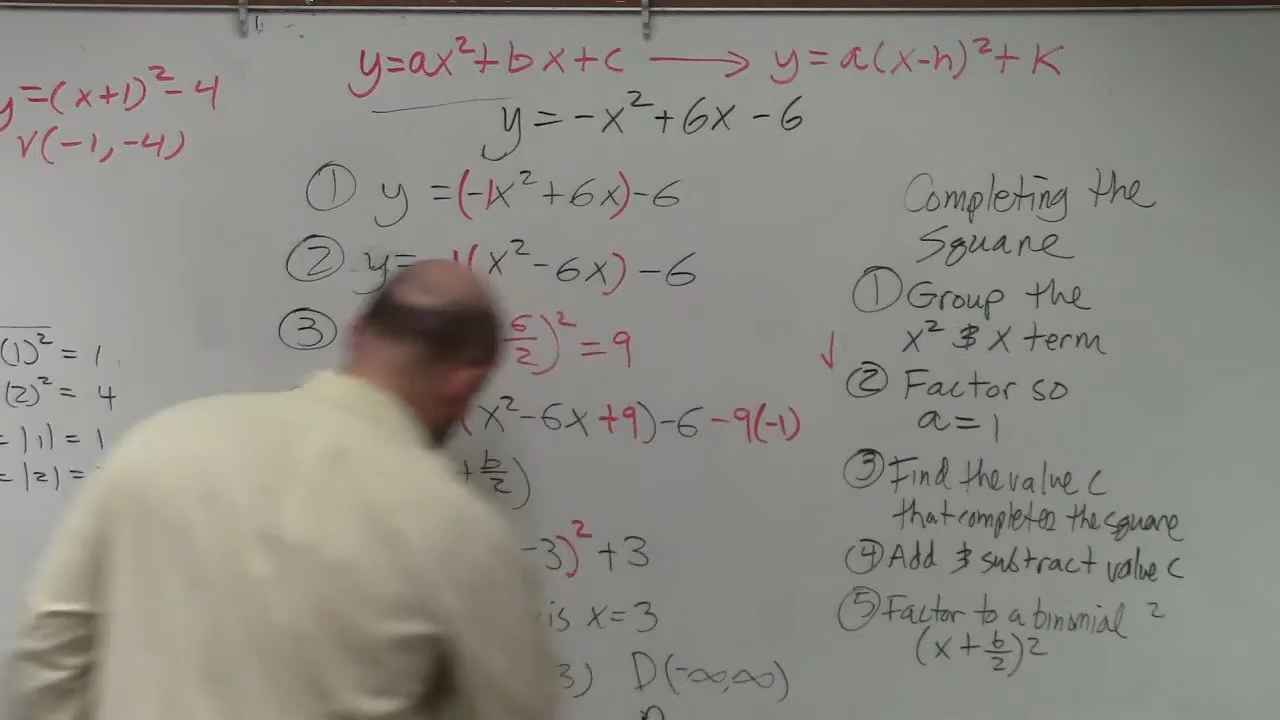 y=ax²+bx+c → y=a(x-h)²+K
y=(x+1)²-4
V(-1,-4)
y=-x²+6x-6
① y=(-1x²+6x)-6
② y=-1(x²-6x)-6
③ 6/2)²=9
(x²-6x+9)-6-9(-1)
+b/2)
-3)²+3
is x=3
3) D(-∞,∞)
(1)²=1
(2)²=4
=|1|=1
=|2|=
Completing the
Square
① Group the
x² & x term
② Factor so
a=1
③ Find the value c
that completes the square
④ Add & subtract value c
⑤ Factor to a binomial ²
(x+b/2)²